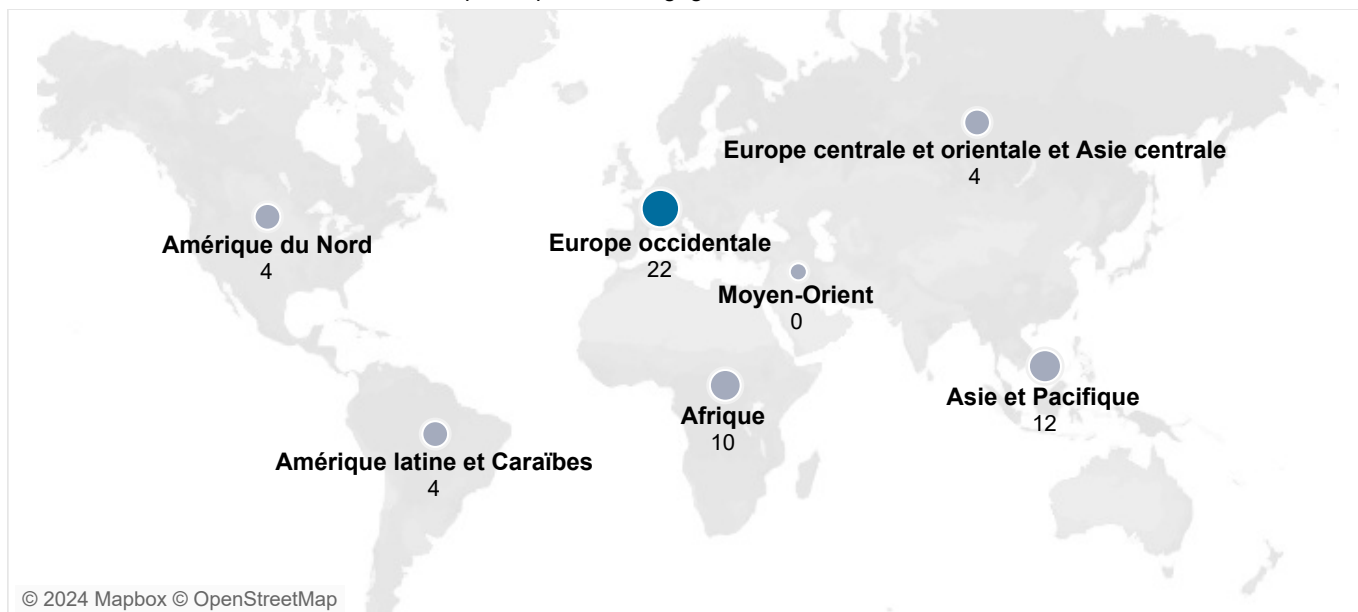 Europe centrale et orientale et Asie centrale
4
Amérique du Nord
4
Europe occidentale
22
Moyen-Orient
0
Asie et Pacifique
12
Afrique
10
Amérique latine et Caraïbes
4
© 2024 Mapbox © OpenStreetMap